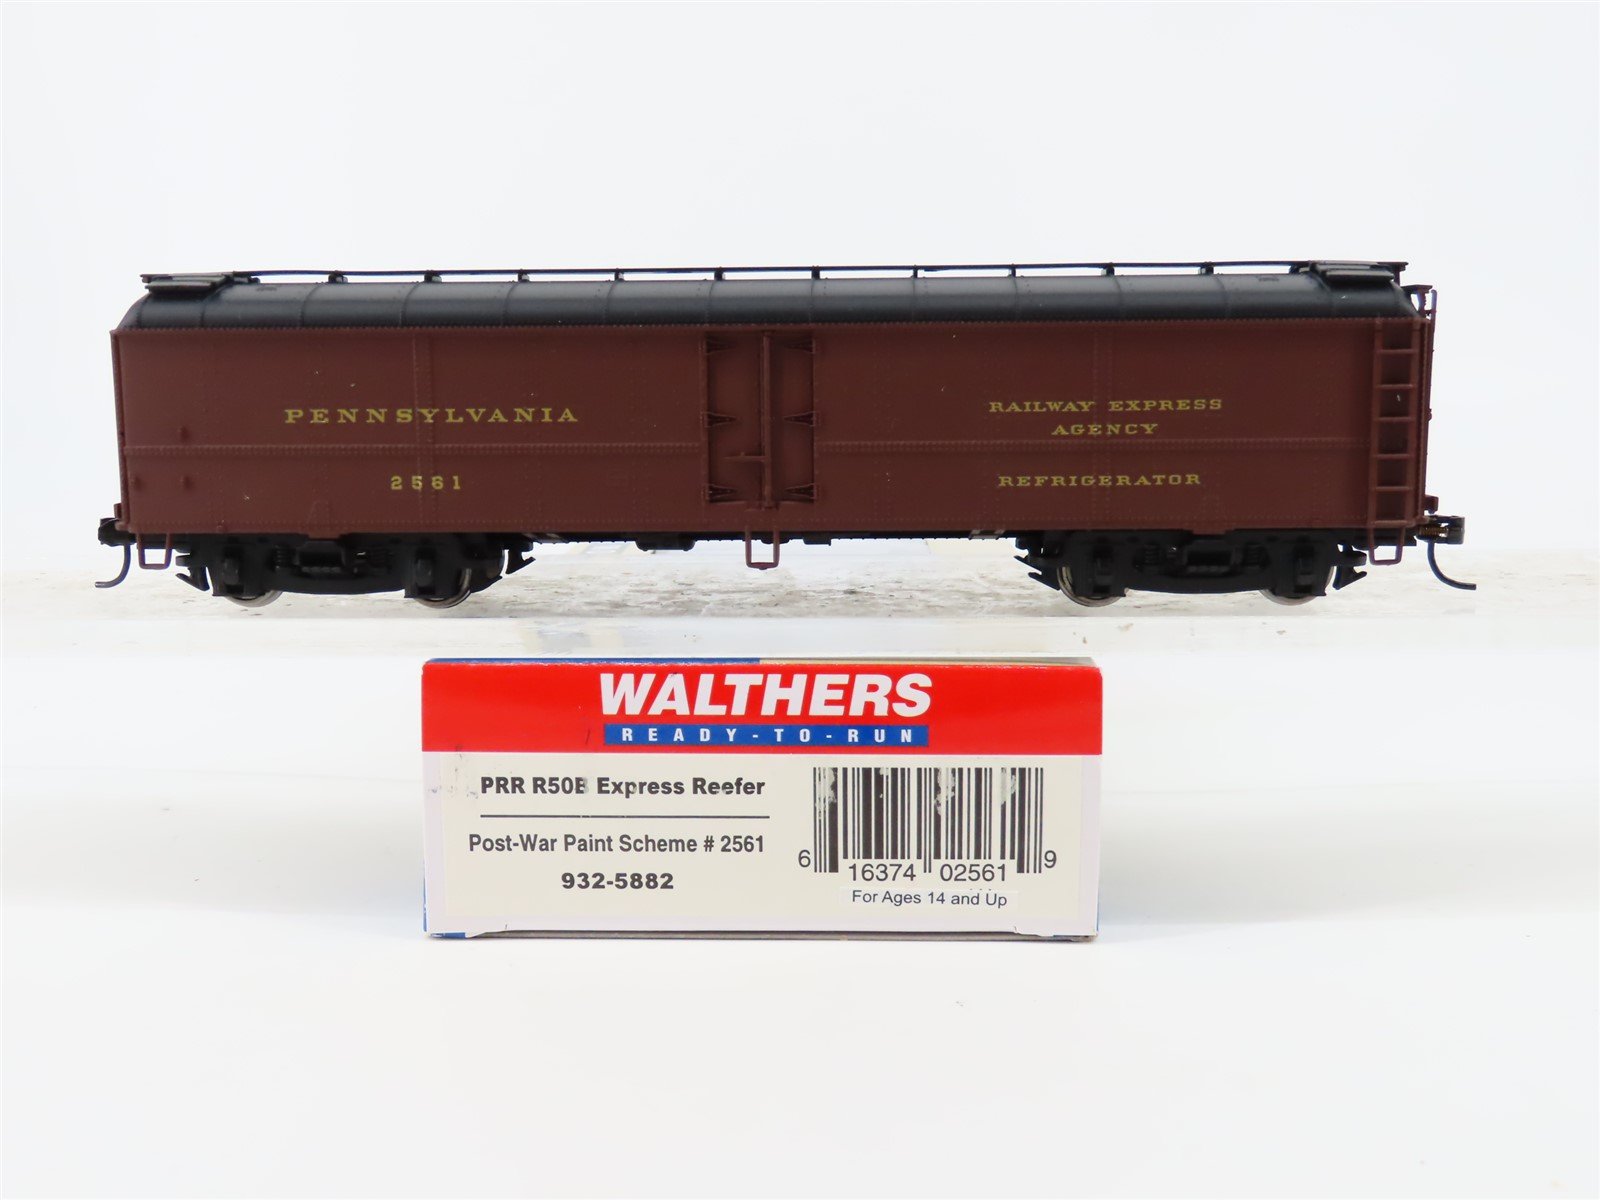 PENNSYLVANIA
2561
RAILWAY EXPRESS
AGENCY
REFRIGERATOR
WALTHERS
READY-TO-RUN
PRR R50B Express Reefer
Post-War Paint Scheme # 2561
932-5882
6 16374 02561 9
For Ages 14 and Up